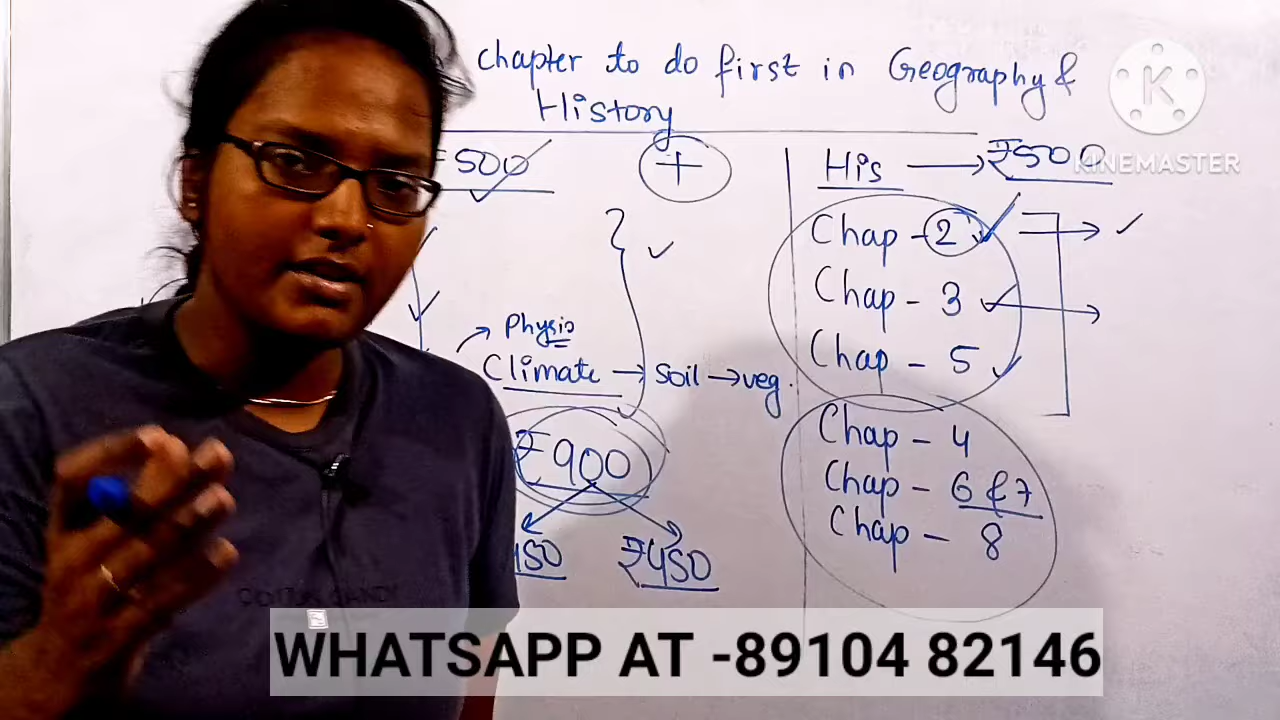 chapter to do first in Geography &
History
K
KINEMASTER
₹500
+
His → ₹500
Chap - 2
Chap - 3
Chap - 5
Physio
Climate → Soil → veg.
₹900
₹450
Chap - 4
Chap - 6 & 7
Chap - 8
WHATSAPP AT -89104 82146